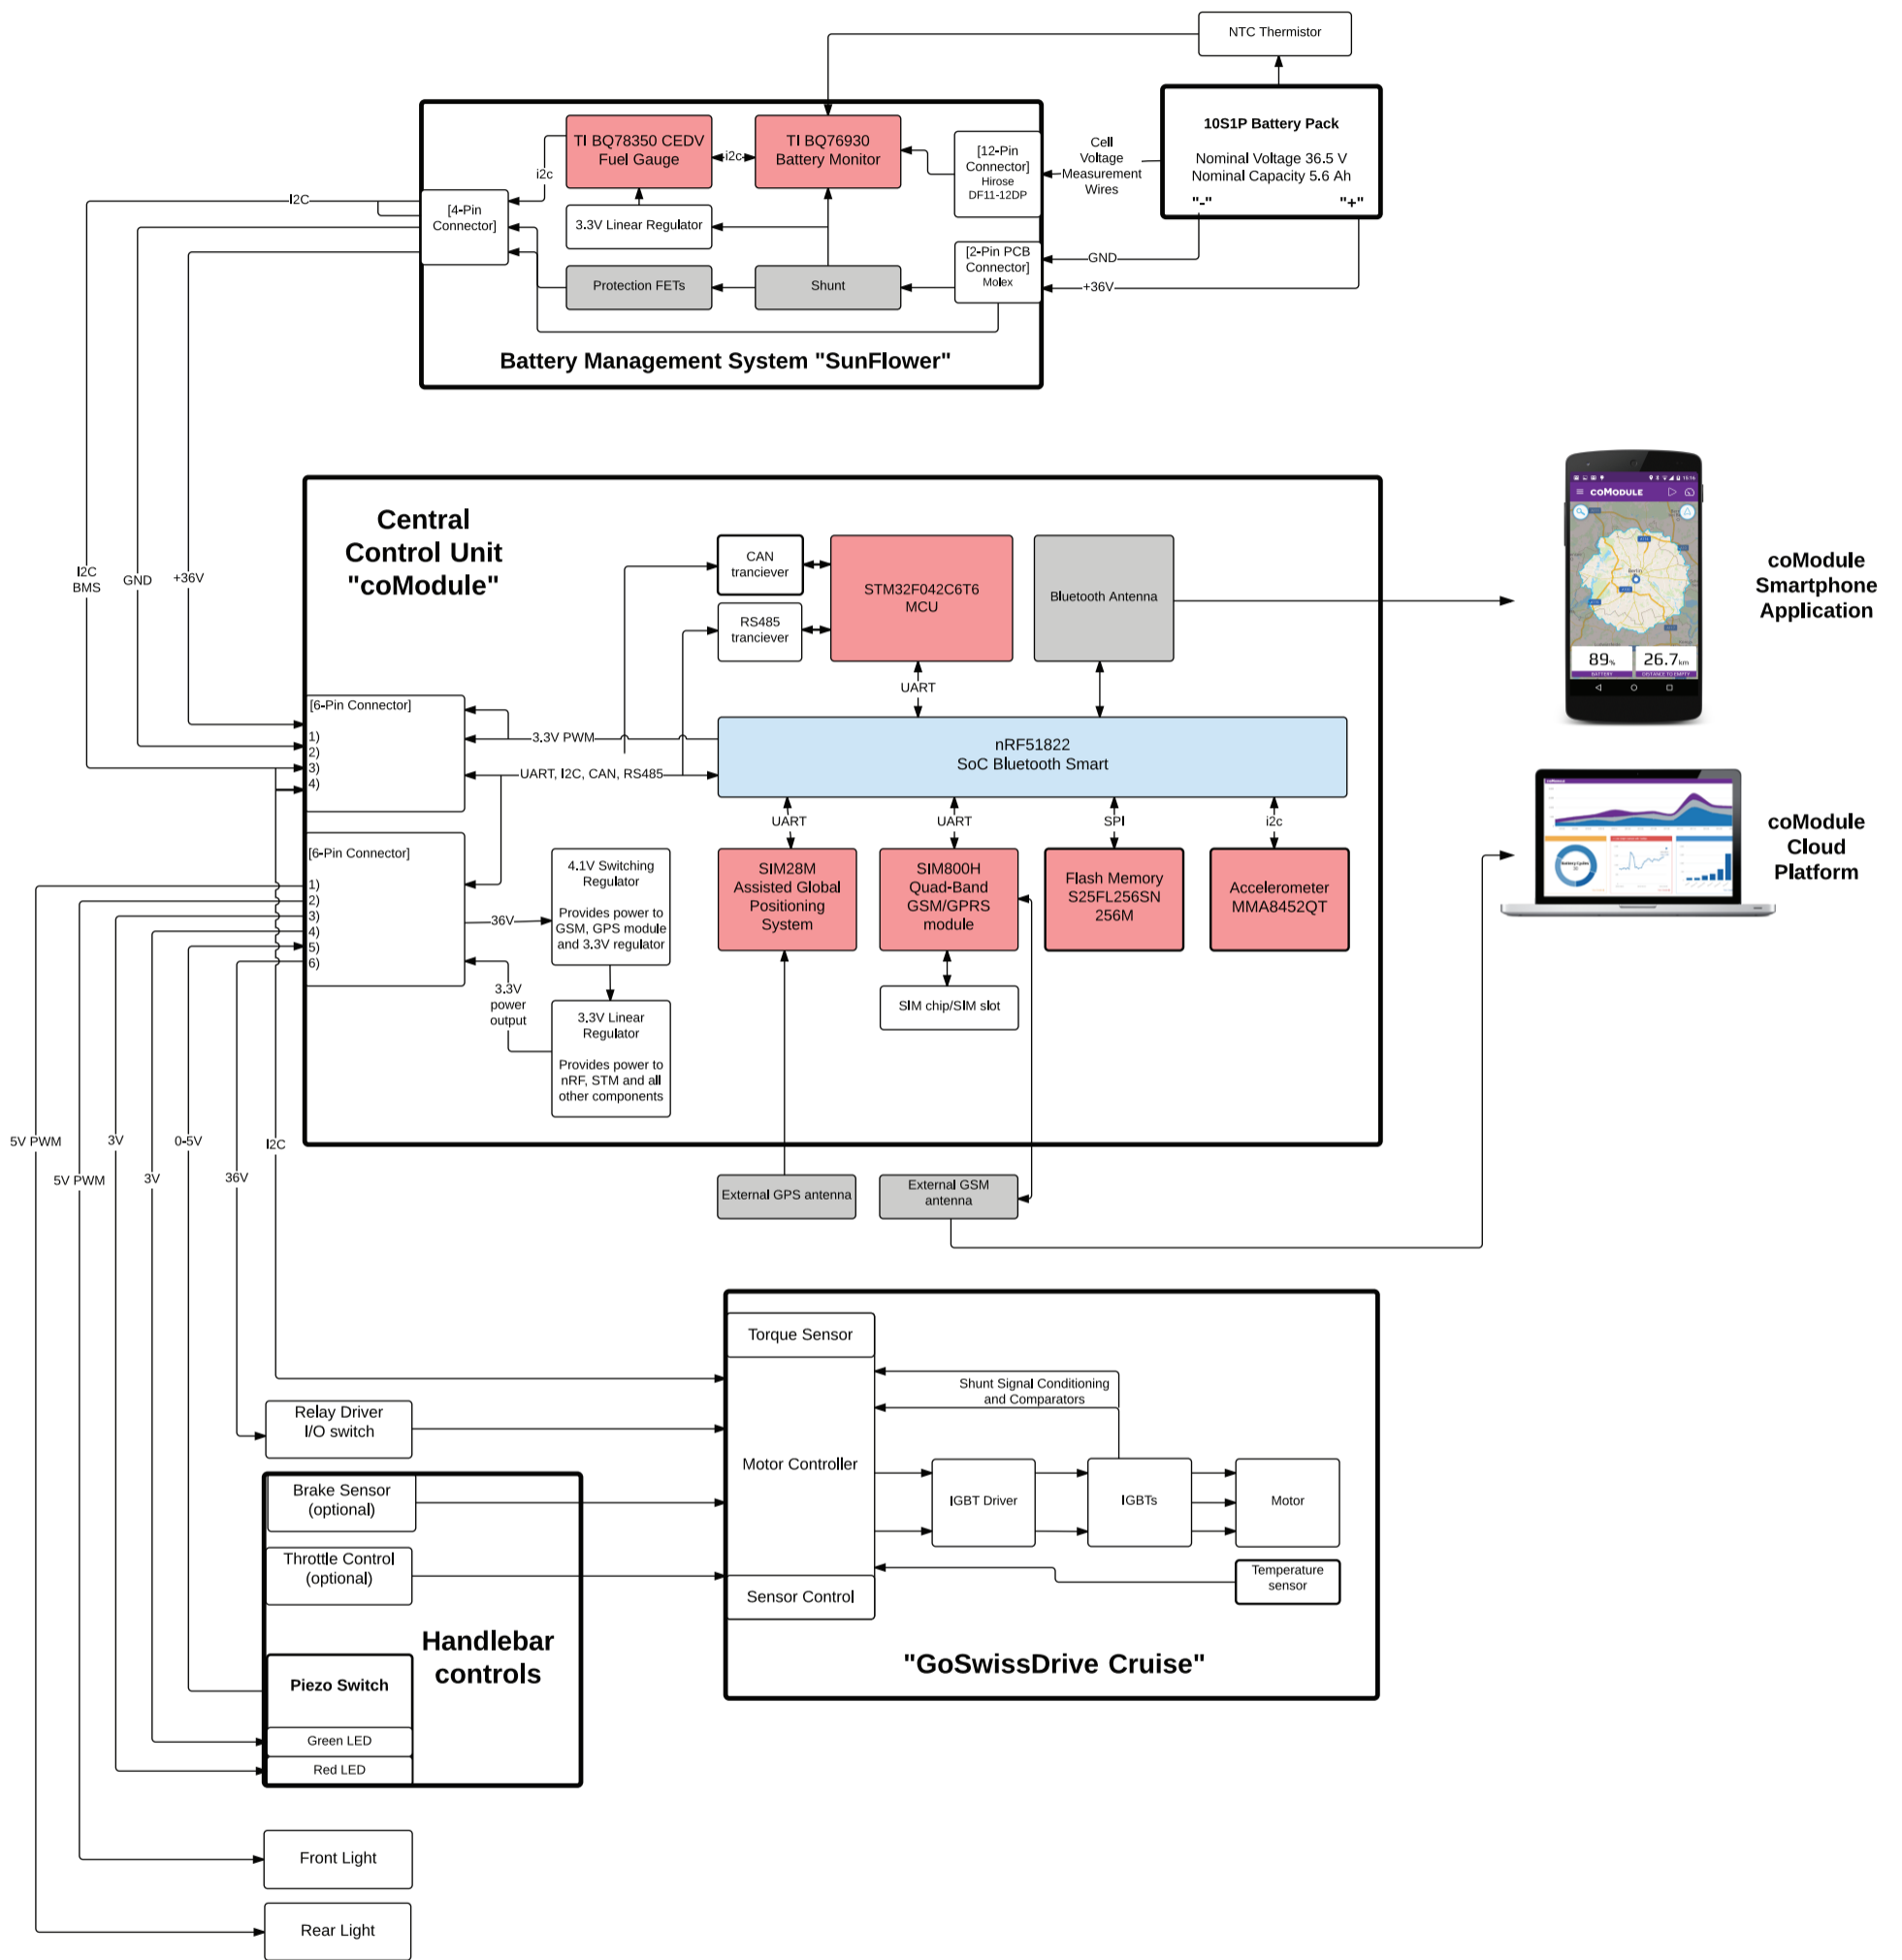 NTC Thermistor
10S1P Battery Pack
Nominal Voltage 36.5 V
Nominal Capacity 5.6 Ah
"-"
"+"
Cell
Voltage
Measurement
Wires
GND
+36V
TI BQ78350 CEDV
Fuel Gauge
i2c
TI BQ76930
Battery Monitor
[12-Pin
Connector]
Hirose
DF11-12DP
i2c
[4-Pin
Connector]
3.3V Linear Regulator
[2-Pin PCB
Connector]
Molex
Protection FETs
Shunt
Battery Management System "SunFlower"
I2C
I2C
BMS
GND
+36V
Central
Control Unit
"coModule"
CAN
tranciever
RS485
tranciever
STM32F042C6T6
MCU
Bluetooth Antenna
UART
[6-Pin Connector]
1)
2)
3)
4)
3.3V PWM
UART, I2C, CAN, RS485
nRF51822
SoC Bluetooth Smart
UART
UART
SPI
i2c
[6-Pin Connector]
1)
2)
3)
4)
5)
6)
36V
4.1V Switching
Regulator
Provides power to
GSM, GPS module
and 3.3V regulator
3.3V
power
output
3.3V Linear
Regulator
Provides power to
nRF, STM and all
other components
SIM28M
Assisted Global
Positioning
System
SIM800H
Quad-Band
GSM/GPRS
module
Flash Memory
S25FL256SN
256M
Accelerometer
MMA8452QT
SIM chip/SIM slot
External GPS antenna
External GSM
antenna
COMODULE
89%
BATTERY
26.7 km
DISTANCE TO EMPTY
coModule
Smartphone
Application
coModule
Cloud
Platform
5V PWM
5V PWM
3V
3V
0-5V
36V
I2C
Torque Sensor
Motor Controller
Sensor Control
Shunt Signal Conditioning
and Comparators
IGBT Driver
IGBTs
Motor
Temperature
sensor
"GoSwissDrive Cruise"
Relay Driver
I/O switch
Brake Sensor
(optional)
Throttle Control
(optional)
Handlebar
controls
Piezo Switch
Green LED
Red LED
Front Light
Rear Light